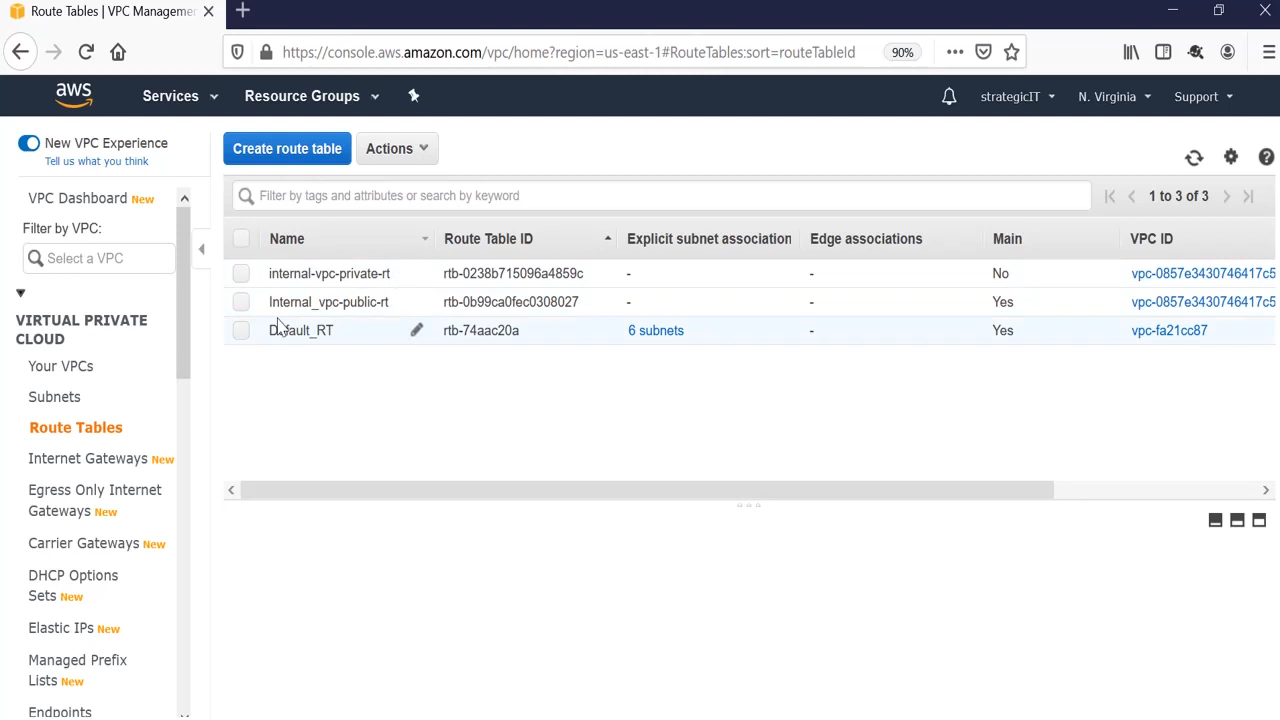 Route Tables | VPC Manageme
https://console.aws.amazon.com/vpc/home?region=us-east-1#RouteTables:sort=routeTableId
90%
aws
Services
Resource Groups
strategicIT
N. Virginia
Support
New VPC Experience
Tell us what you think
VPC Dashboard New
Filter by VPC:
Select a VPC
VIRTUAL PRIVATE
CLOUD
Your VPCs
Subnets
Route Tables
Internet Gateways New
Egress Only Internet
Gateways New
Carrier Gateways New
DHCP Options
Sets New
Elastic IPs New
Managed Prefix
Lists New
Endpoints
Create route table
Actions
Filter by tags and attributes or search by keyword
1 to 3 of 3
Name Route Table ID Explicit subnet association Edge associations Main VPC ID
internal-vpc-private-rt rtb-0238b715096a4859c - - No vpc-0857e3430746417c5
Internal_vpc-public-rt rtb-0b99ca0fec0308027 - - Yes vpc-0857e3430746417c5
Default_RT rtb-74aac20a 6 subnets - Yes vpc-fa21cc87